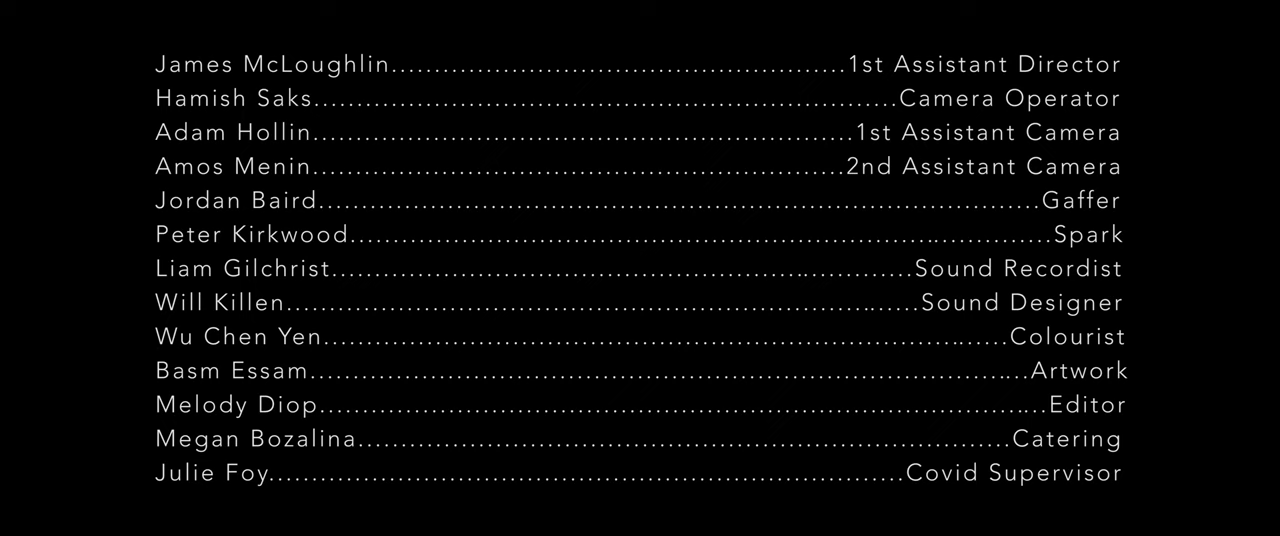 James McLoughlin.....................................................1st Assistant Director
Hamish Saks....................................................................Camera Operator
Adam Hollin...............................................................1st Assistant Camera
Amos Menin..............................................................2nd Assistant Camera
Jordan Baird....................................................................................Gaffer
Peter Kirkwood..................................................................................Spark
Liam Gilchrist....................................................................Sound Recordist
Will Killen..........................................................................Sound Designer
Wu Chen Yen................................................................................Colourist
Basm Essam....................................................................................Artwork
Melody Diop.....................................................................................Editor
Megan Bozalina............................................................................Catering
Julie Foy..........................................................................Covid Supervisor